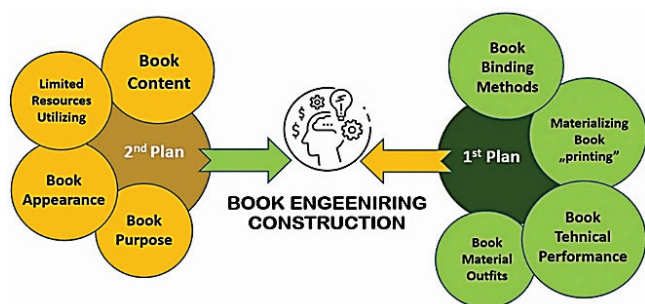 Book
Content
Limited
Resources
Utilizing
2nd Plan
Book
Appearance
Book
Purpose
$
$
BOOK ENGEENIRING
CONSTRUCTION
Book
Binding
Methods
Materializing
Book
„printing”
1st Plan
Book
Tehnical
Performance
Book
Material
Outfits